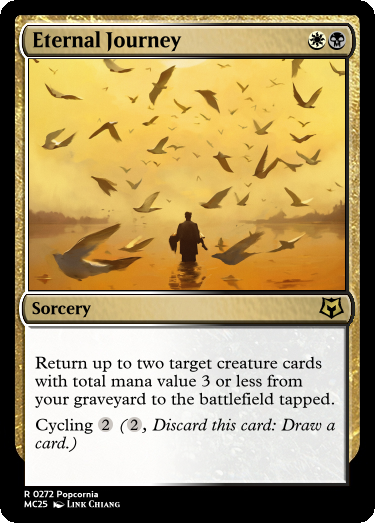 Eternal Journey
Sorcery
Return up to two target creature cards
with total mana value 3 or less from
your graveyard to the battlefield tapped.
Cycling 2 (2, Discard this card: Draw a
card.)
R 0272 Popcornia
MC25 Link Chiang